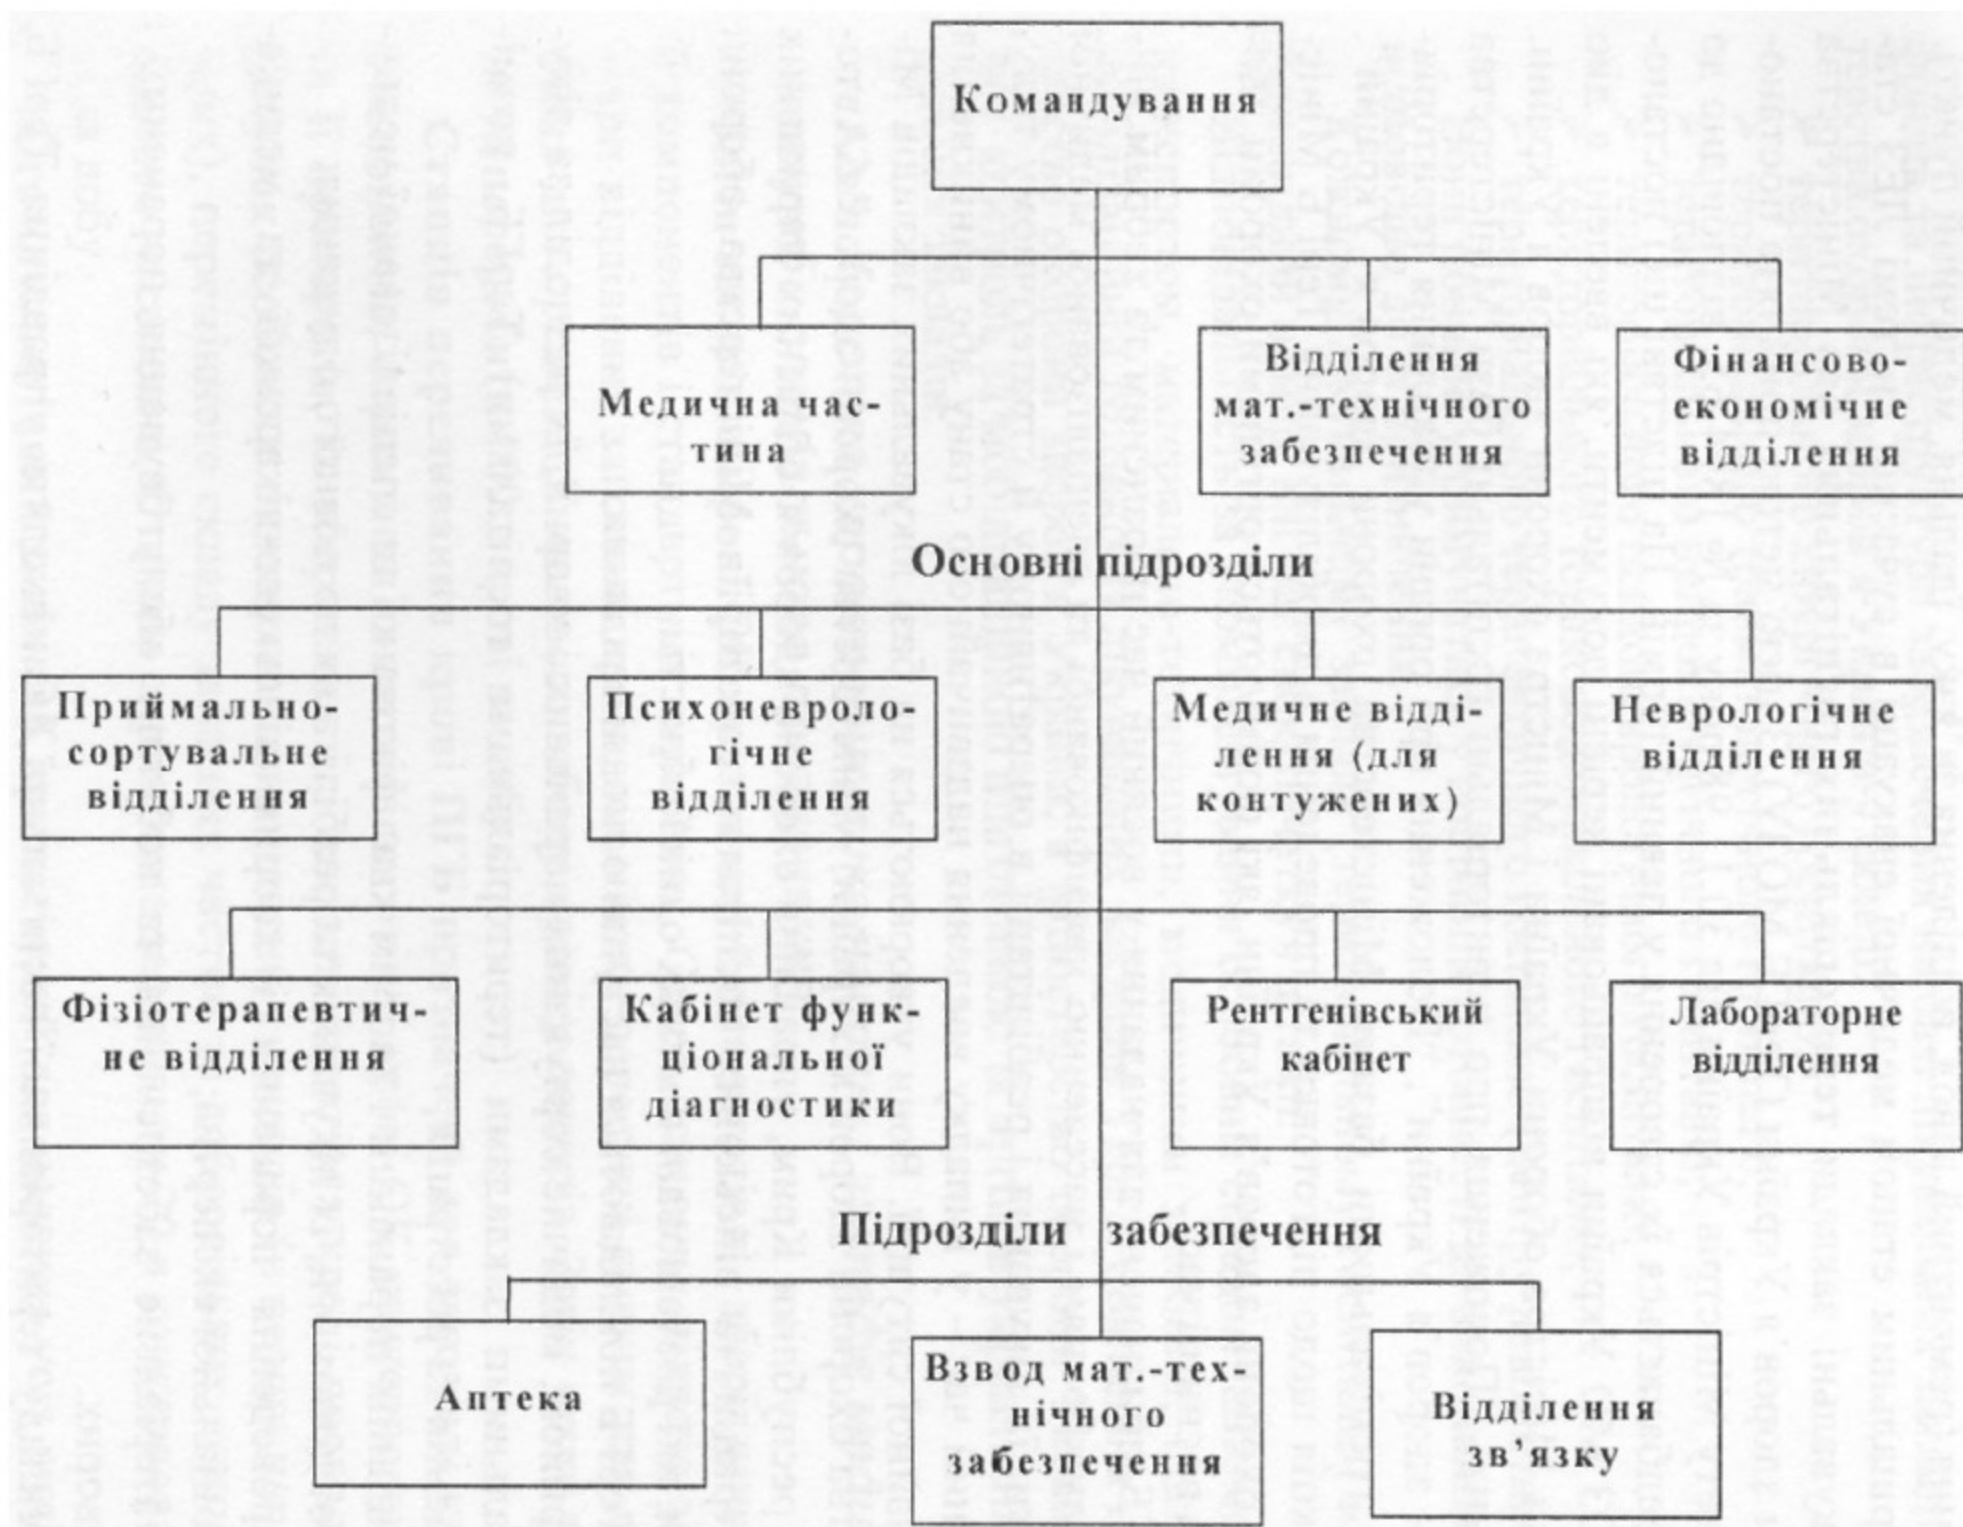 Командування
Медична час-
тина
Відділення
мат.-технічного
забезпечення
Фінансово-
економічне
відділення
Основні підрозділи
Приймально-
сортувальне
відділення
Психоневроло-
гічне
відділення
Медичне відді-
лення (для
контужених)
Неврологічне
відділення
Фізіотерапевтич-
не відділення
Кабінет функ-
ціональної
діагностики
Рентгенівський
кабінет
Лабораторне
відділення
Підрозділи забезпечення
Аптека
Взвод мат.-тех-
нічного
забезпечення
Відділення
зв'язку